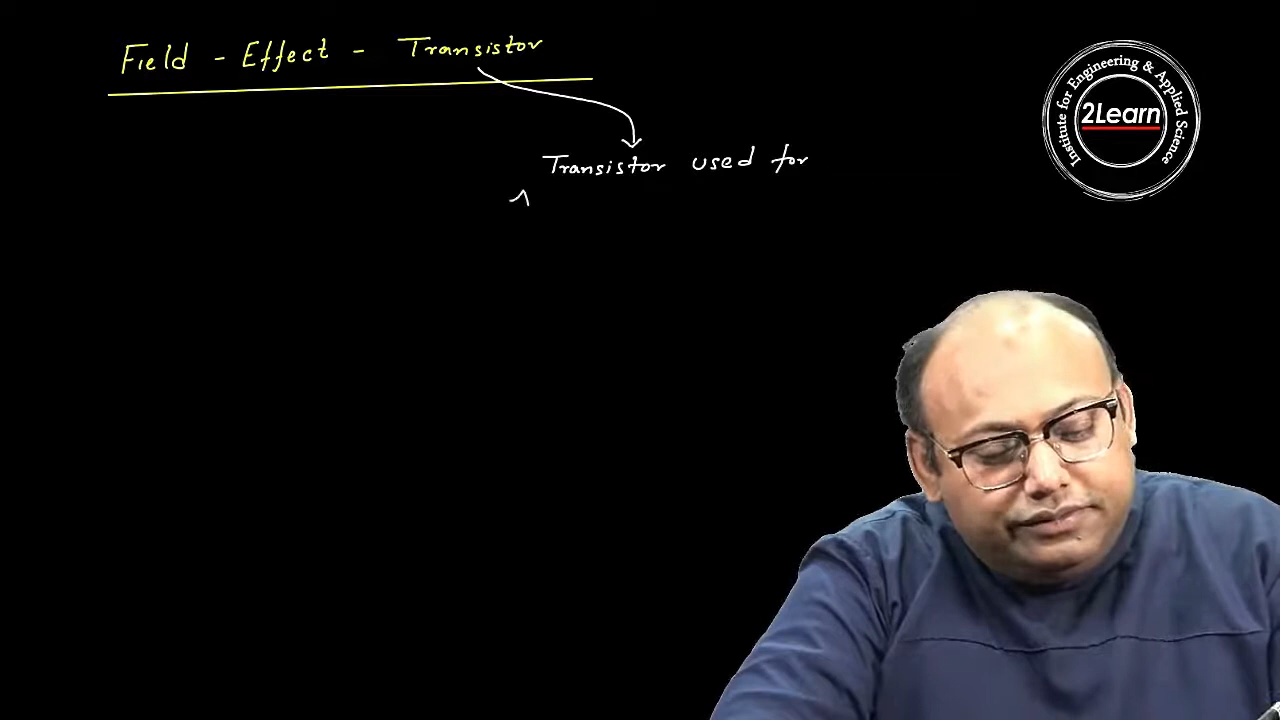 Field - Effect - Transistor
Transistor used for
Institute for Engineering & Applied Science
2Learn